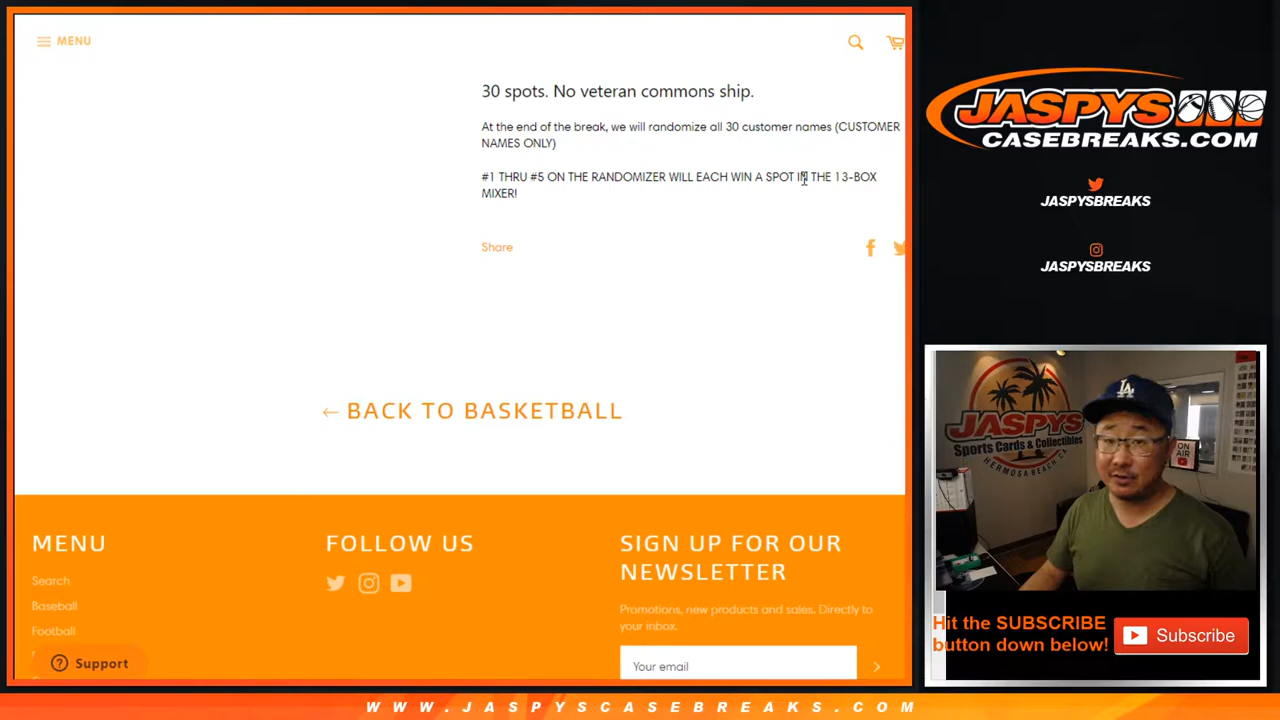 MENU
30 spots. No veteran commons ship.
At the end of the break, we will randomize all 30 customer names (CUSTOMER
NAMES ONLY)
#1 THRU #5 ON THE RANDOMIZER WILL EACH WIN A SPOT IN THE 13-BOX
MIXER!
Share
← BACK TO BASKETBALL
MENU
Search
Baseball
Football
Support
FOLLOW US
SIGN UP FOR OUR
NEWSLETTER
Promotions, new products and sales. Directly to
your inbox.
Your email
JASPYS
CASEBREAKS.COM
JASPYSBREAKS
JASPYSBREAKS
JASPYS
Sports Cards & Collectibles
HERMOSA BEACH CA
LA
ON
AIR
Hit the SUBSCRIBE
button down below!
Subscribe
WWW.JASPYSCASEBREAKS.COM